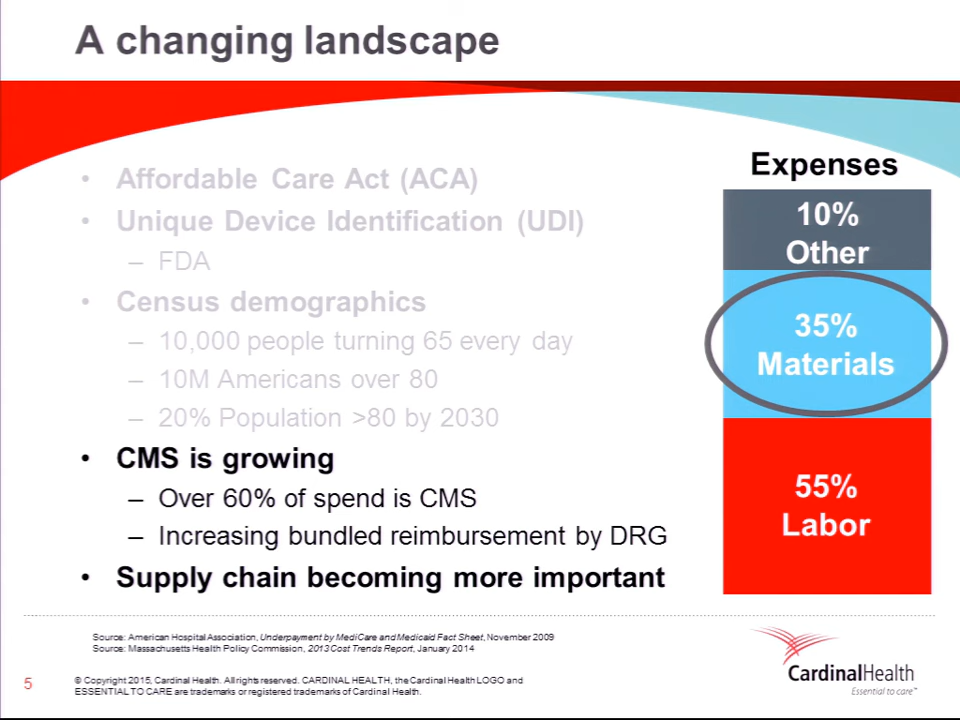 A changing landscape
• Affordable Care Act (ACA)
• Unique Device Identification (UDI)
– FDA
• Census demographics
– 10,000 people turning 65 every day
– 10M Americans over 80
– 20% Population >80 by 2030
• CMS is growing
– Over 60% of spend is CMS
– Increasing bundled reimbursement by DRG
• Supply chain becoming more important
Expenses
10%
Other
35%
Materials
55%
Labor
Source: American Hospital Association, Underpayment by MediCare and Medicaid Fact Sheet, November 2009
Source: Massachusetts Health Policy Commission, 2013 Cost Trends Report, January 2014
5
© Copyright 2015, Cardinal Health. All rights reserved. CARDINAL HEALTH, the Cardinal Health LOGO and
ESSENTIAL TO CARE are trademarks or registered trademarks of Cardinal Health.
CardinalHealth
Essential to care™